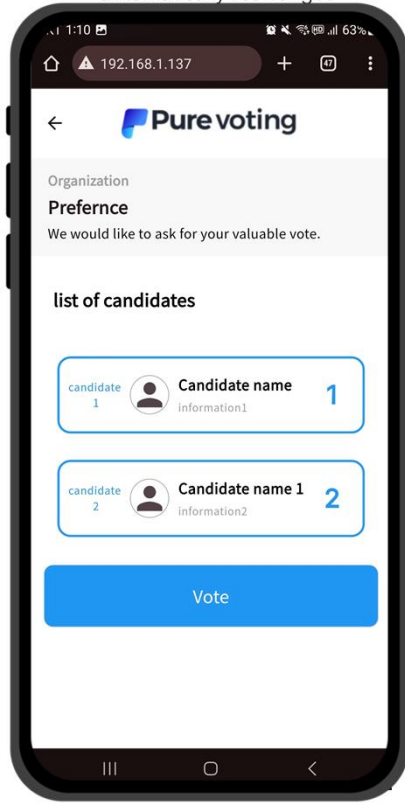 1:10
63%
192.168.1.137
47
Pure voting
Organization
Prefernce
We would like to ask for your valuable vote.
list of candidates
candidate
1
Candidate name
information1
1
candidate
2
Candidate name 1
information2
2
Vote